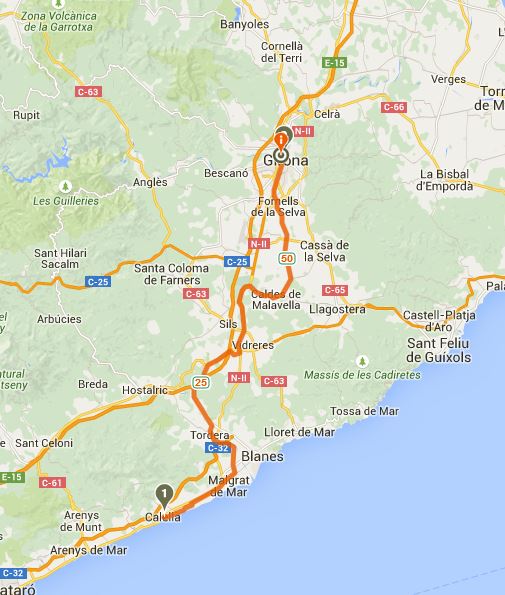 Zona Volcànica
de la Garrotxa
Banyoles
Cornellà
del Terri
L'
E-15
Verges
Torr
de M
C-63
Celrà
C-66
Rupit
N-II
Girona
Bescanó
La Bisbal
d'Empordà
Anglès
Les Guilleries
Fornells
de la Selva
N-II
Cassà de
la Selva
Sant Hilari
Sacalm
50
C-25
Santa Coloma
de Farners
C-25
C-63
Caldes de
Malavella
C-65
Pala
Llagostera
Castell-Platja
d'Aro
Arbúcies
Sils
Vidreres
Sant Feliu
de Guíxols
Massís de les Cadiretes
Breda
25
N-II
C-63
Hostalric
Tossa de Mar
Sant Celoni
Tordera
Lloret de Mar
C-32
Blanes
E-15
C-61
Malgrat
de Mar
1
Arenys
de Munt
Calella
Arenys de Mar
C-32
ataró